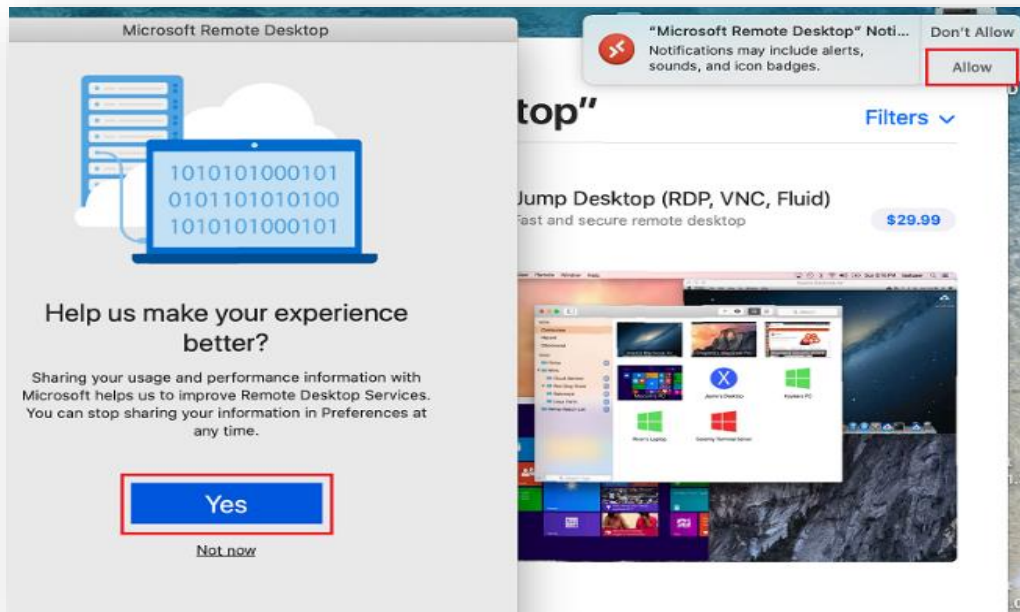 Microsoft Remote Desktop
1010101000101
0101101010100
1010101000101
Help us make your experience
better?
Sharing your usage and performance information with
Microsoft helps us to improve Remote Desktop Services.
You can stop sharing your information in Preferences at
any time.
Yes
Not now
"Microsoft Remote Desktop" Noti...
Notifications may include alerts,
sounds, and icon badges.
Don't Allow
Allow
top"
Filters
Jump Desktop (RDP, VNC, Fluid)
Fast and secure remote desktop
$29.99